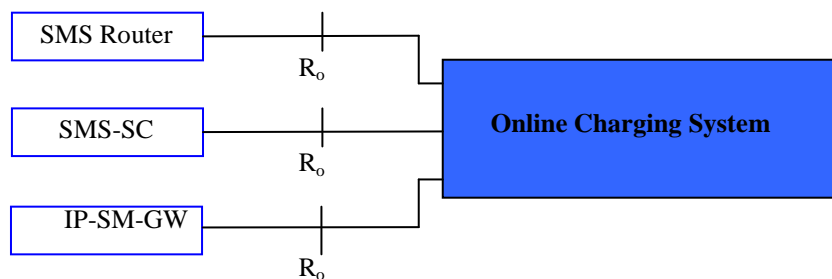 SMS Router
Rₒ
SMS-SC
Online Charging System
Rₒ
IP-SM-GW
Rₒ